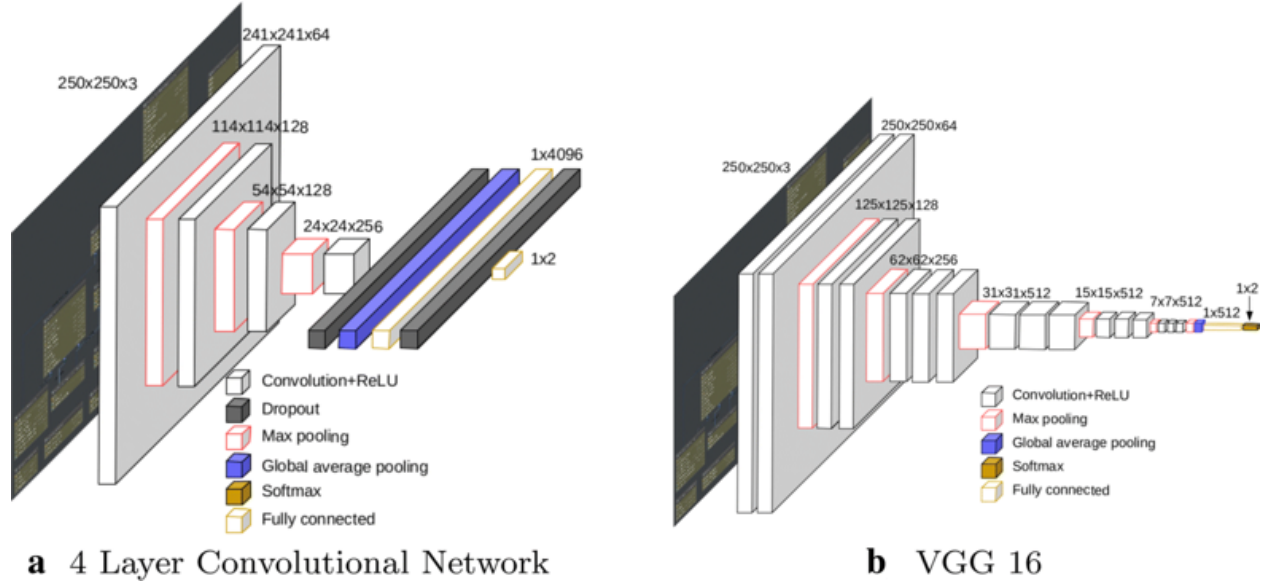 241x241x64
250x250x3
114x114x128
1x4096
54x54x128
24x24x256
1x2
Convolution+ReLU
Dropout
Max pooling
Global average pooling
Softmax
Fully connected
a 4 Layer Convolutional Network
250x250x64
250x250x3
125x125x128
62x62x256
31x31x512
15x15x512
7x7x512
1x512
1x2
Convolution+ReLU
Max pooling
Global average pooling
Softmax
Fully connected
b VGG 16